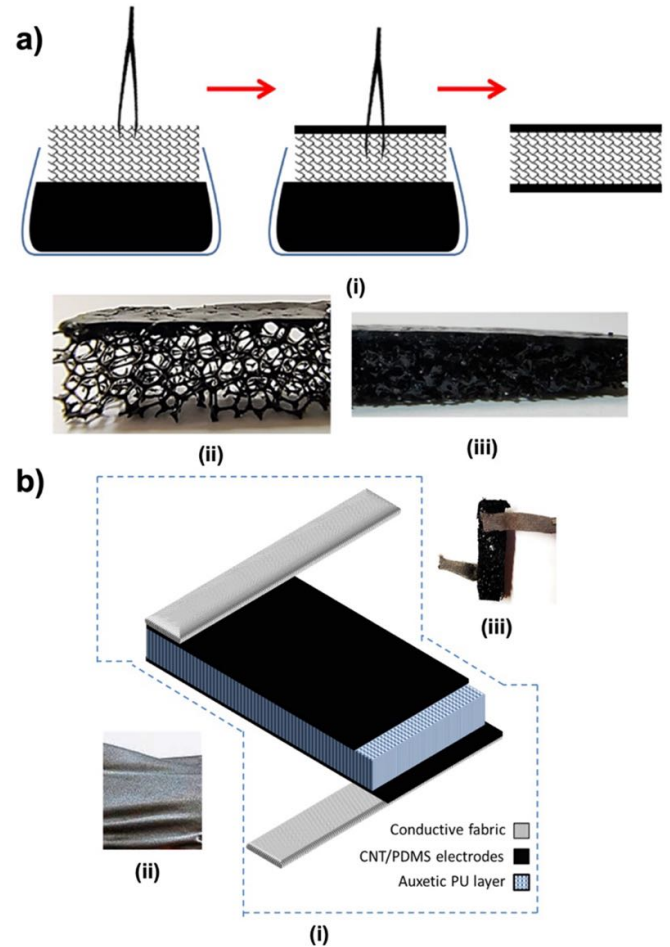 a)
(i)
(ii)
(iii)
b)
(iii)
(ii)
Conductive fabric
CNT/PDMS electrodes
Auxetic PU layer
(i)